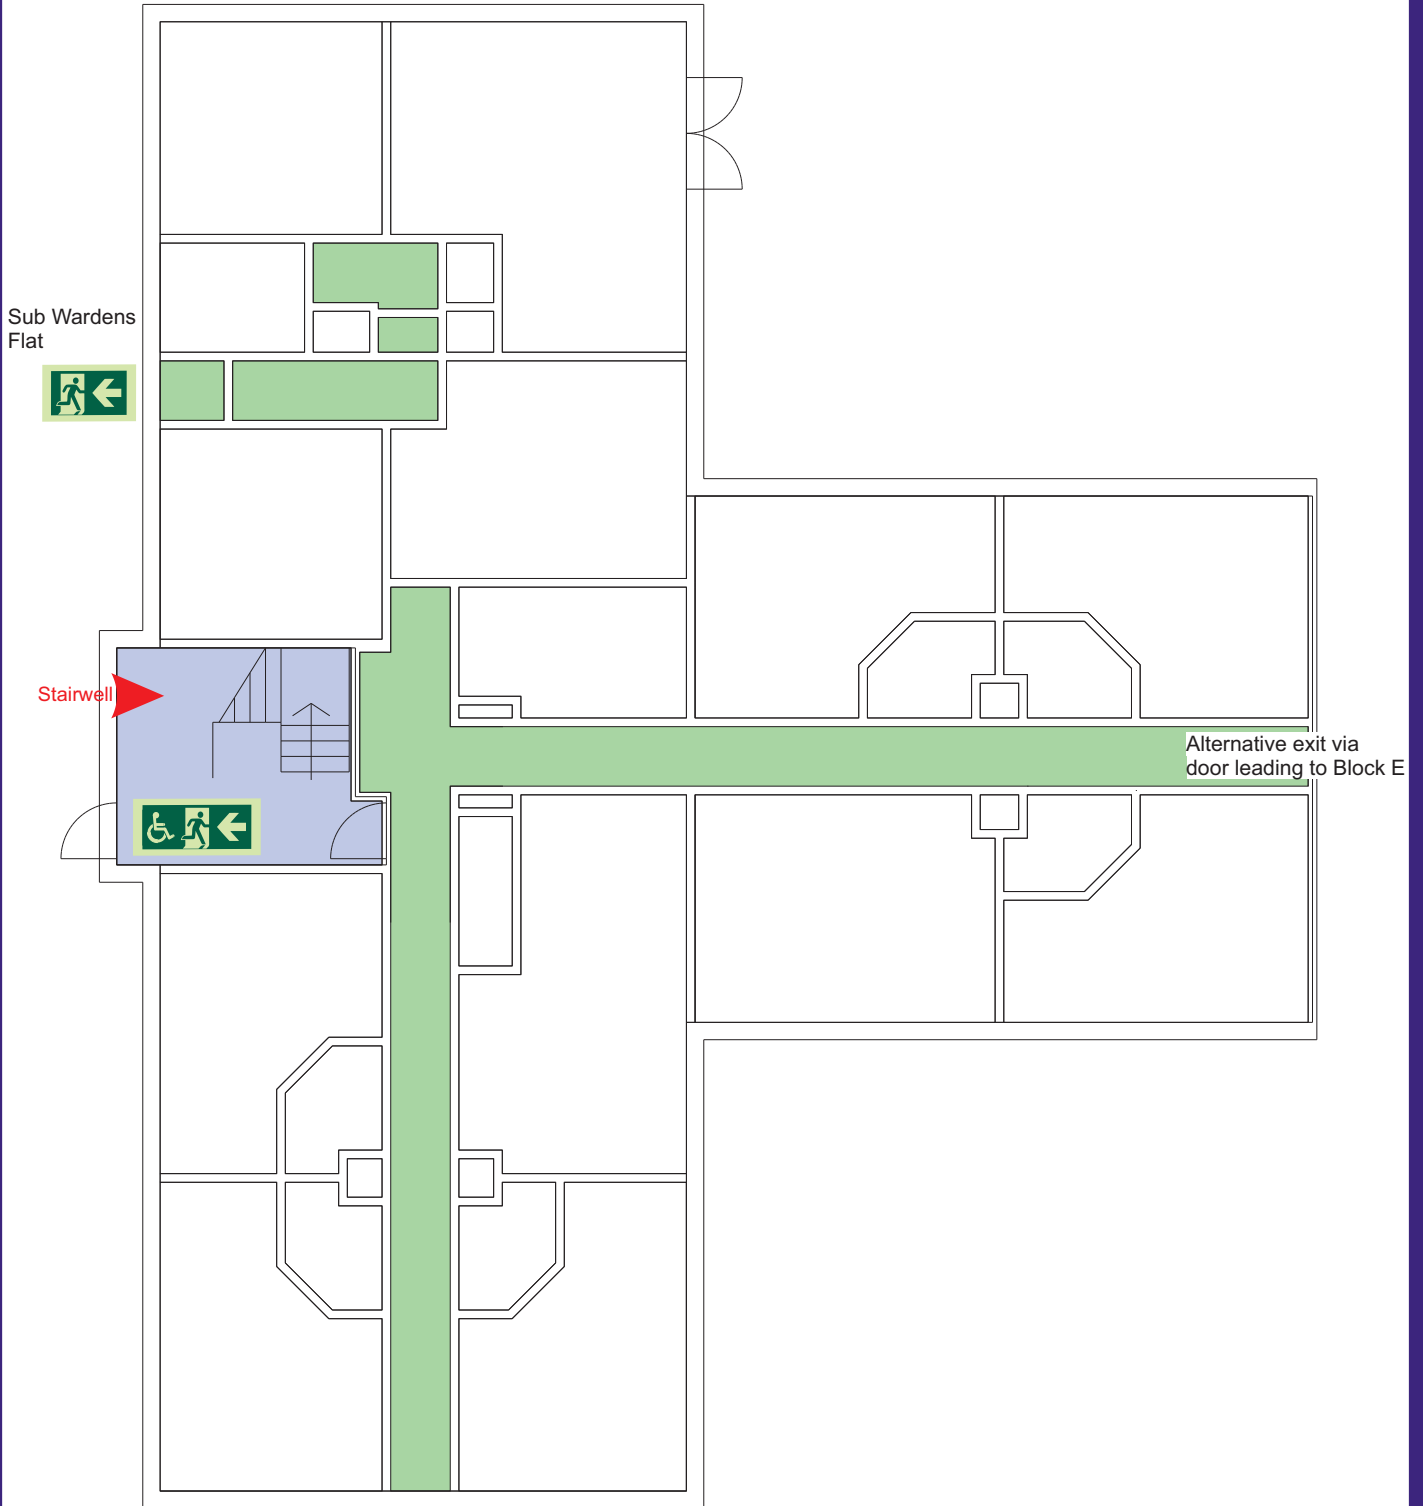 Sub Wardens
Flat
Stairwell
Alternative exit via
door leading to Block E